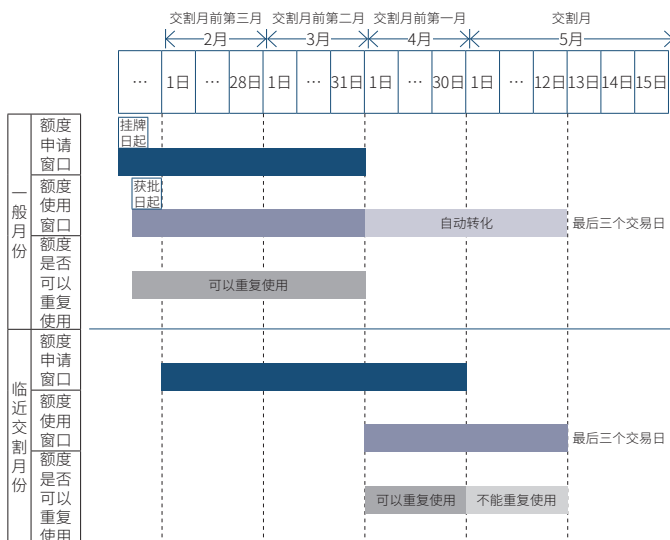 交割月前第三月 交割月前第二月 交割月前第一月 交割月
2月 3月 4月 5月
… 1日 … 28日 1日 … 31日 1日 … 30日 1日 … 12日 13日 14日 15日
一般月份
额度
申请
窗口
挂牌
日起
额度
使用
窗口
获批
日起
自动转化
最后三个交易日
额度
是否
可以
重复
使用
可以重复使用
临近交割月份
额度
申请
窗口
额度
使用
窗口
最后三个交易日
额度
是否
可以
重复
使用
可以重复使用 不能重复使用